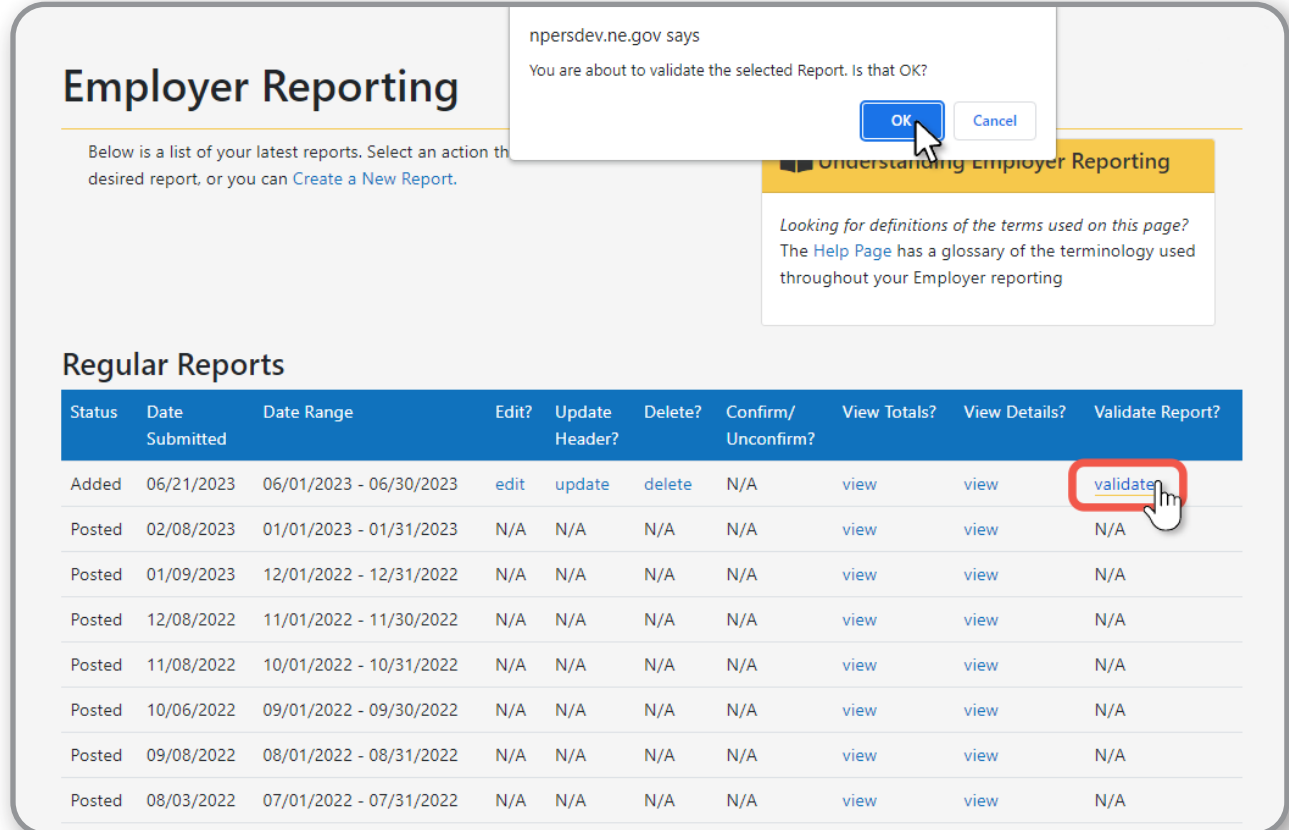 npersdev.ne.gov says
You are about to validate the selected Report. Is that OK?
OK
Cancel
Employer Reporting
Below is a list of your latest reports. Select an action th
desired report, or you can Create a New Report.
Understanding Employer Reporting
Looking for definitions of the terms used on this page?
The Help Page has a glossary of the terminology used
throughout your Employer reporting
Regular Reports
Status Date Submitted Date Range Edit? Update Header? Delete? Confirm/ Unconfirm? View Totals? View Details? Validate Report?
Added 06/21/2023 06/01/2023 - 06/30/2023 edit update delete N/A view view validate
Posted 02/08/2023 01/01/2023 - 01/31/2023 N/A N/A N/A N/A view view N/A
Posted 01/09/2023 12/01/2022 - 12/31/2022 N/A N/A N/A N/A view view N/A
Posted 12/08/2022 11/01/2022 - 11/30/2022 N/A N/A N/A N/A view view N/A
Posted 11/08/2022 10/01/2022 - 10/31/2022 N/A N/A N/A N/A view view N/A
Posted 10/06/2022 09/01/2022 - 09/30/2022 N/A N/A N/A N/A view view N/A
Posted 09/08/2022 08/01/2022 - 08/31/2022 N/A N/A N/A N/A view view N/A
Posted 08/03/2022 07/01/2022 - 07/31/2022 N/A N/A N/A N/A view view N/A